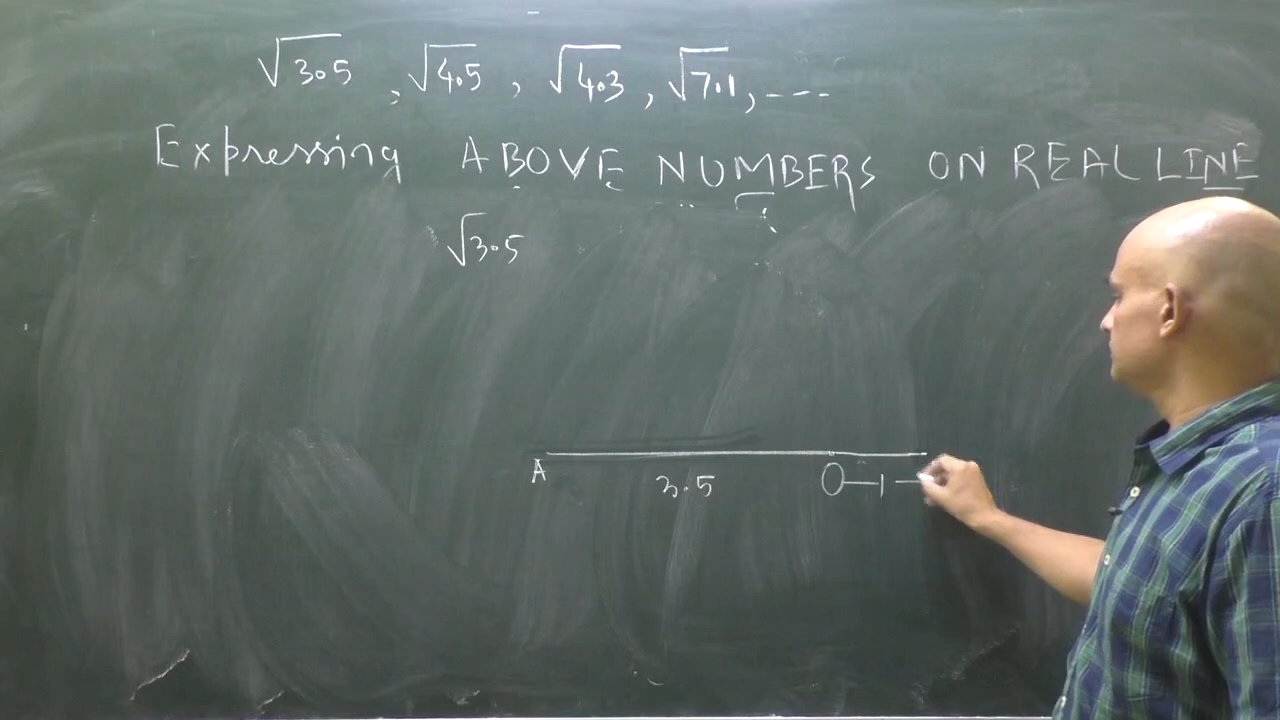 √3.5 , √4.5 , √4.3 , √7.1 , ---
Expressing ABOVE NUMBERS ON REAL LINE
√3.5
A 3.5 0 1